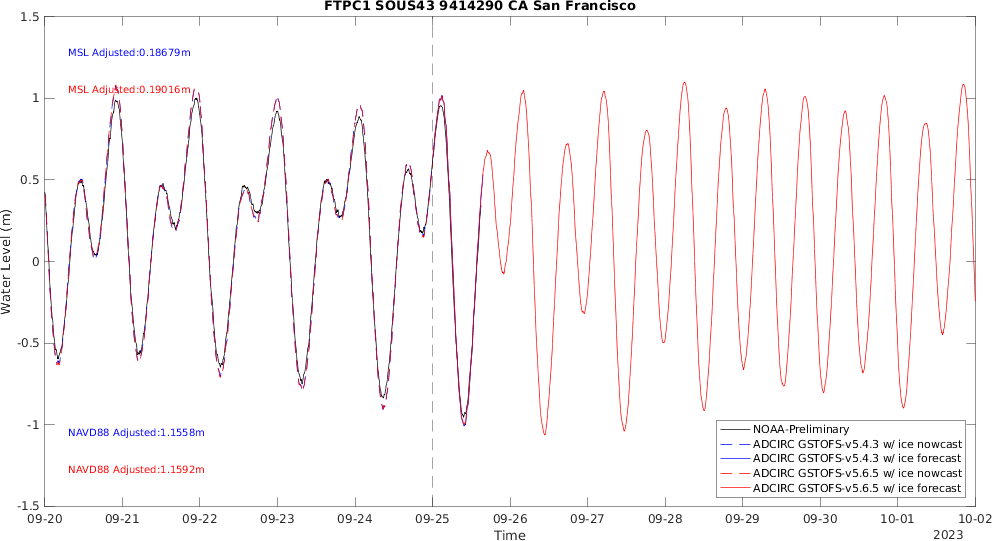 FTPC1 SOUS43 9414290 CA San Francisco
1.5
MSL Adjusted:0.18679m
MSL Adjusted:0.19016m
1
0.5
0
-0.5
-1
-1.5
Water Level (m)
NAVD88 Adjusted:1.1558m
NAVD88 Adjusted:1.1592m
NOAA-Preliminary
ADCIRC GSTOFS-v5.4.3 w/ ice nowcast
ADCIRC GSTOFS-v5.4.3 w/ ice forecast
ADCIRC GSTOFS-v5.6.5 w/ ice nowcast
ADCIRC GSTOFS-v5.6.5 w/ ice forecast
09-20 09-21 09-22 09-23 09-24 09-25 09-26 09-27 09-28 09-29 09-30 10-01 10-02
Time
2023